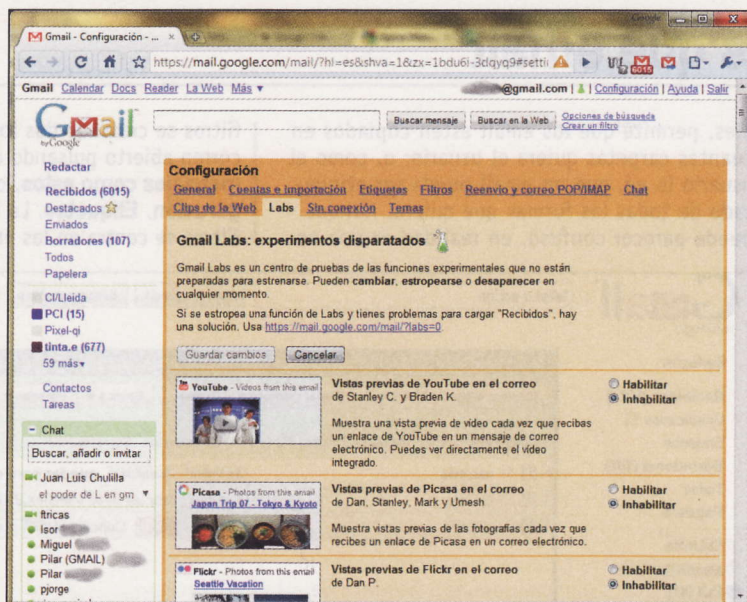 Google
Gmail - Configuración - ...
https://mail.google.com/mail/?hl=es&shva=1&zx=1bdu6i-3dqyq9#setti
6015
Gmail Calendar Docs Reader La Web Más ▾
@gmail.com | Configuración | Ayuda | Salir
Gmail
by Google
Buscar mensaje
Buscar en la Web
Opciones de búsqueda
Crear un filtro
Redactar
Recibidos (6015)
Destacados
Enviados
Borradores (107)
Todos
Papelera
CI/Lleida
PCI (15)
Pixel-qi
tinta.e (677)
59 más▾
Contactos
Tareas
Chat
Buscar, añadir o invitar
Juan Luis Chulilla
el poder de L en gm
ftricas
Isor
Miguel
Pilar (GMAIL)
Pilar
pjorge
Configuración
General Cuentas e Importación Etiquetas Filtros Reenvío y correo POP/IMAP Chat
Clips de la Web Labs Sin conexión Temas
Gmail Labs: experimentos disparatados
Gmail Labs es un centro de pruebas de las funciones experimentales que no están
preparadas para estrenarse. Pueden cambiar, estropearse o desaparecer en
cualquier momento.
Si se estropea una función de Labs y tienes problemas para cargar "Recibidos", hay
una solución. Usa https://mail.google.com/mail/?labs=0.
Guardar cambios
Cancelar
YouTube - Videos from this email
Vistas previas de YouTube en el correo
de Stanley C. y Braden K.
Muestra una vista previa de vídeo cada vez que recibas
un enlace de YouTube en un mensaje de correo
electrónico. Puedes ver directamente el vídeo
integrado.
Habilitar
Inhabilitar
Picasa - Photos from this email
Japan Trip 07 - Tokyo & Kyoto
Vistas previas de Picasa en el correo
de Dan, Stanley, Mark y Umesh
Muestra vistas previas de las fotografías cada vez que
recibes un enlace de Picasa en un correo electrónico.
Habilitar
Inhabilitar
Flickr - Photos from this email
Seattle Vacation
Vistas previas de Flickr en el correo
de Dan P.
Habilitar
Inhabilitar